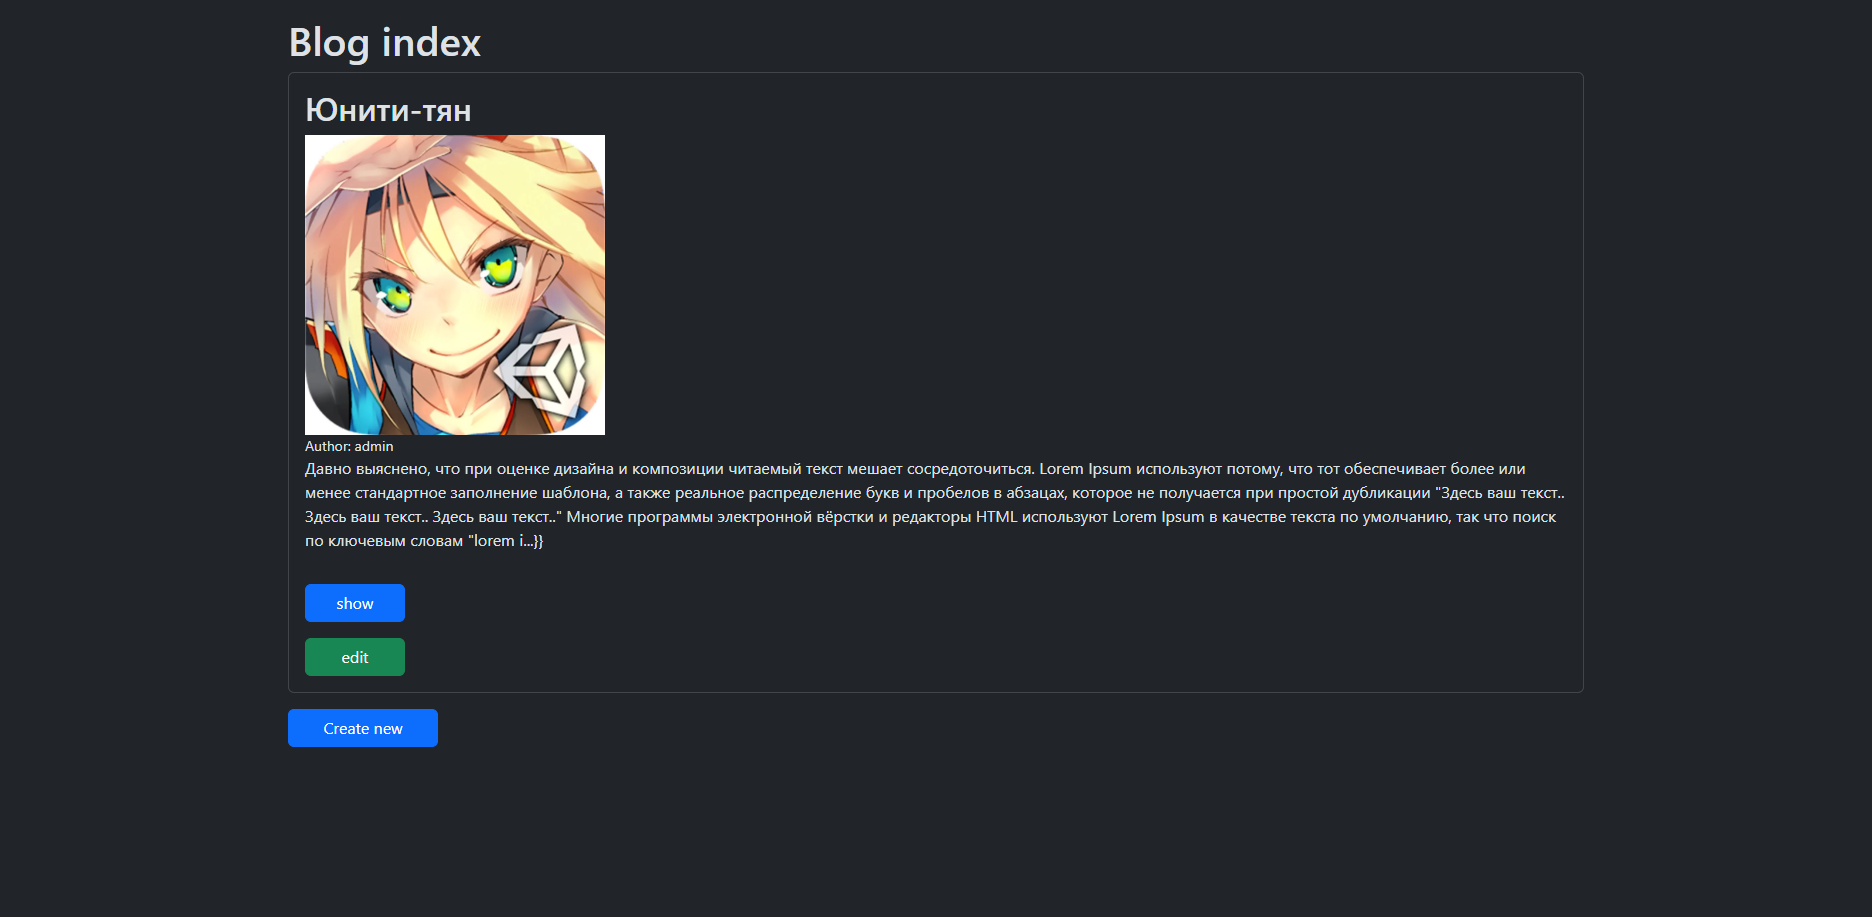 Blog index
Юнити-тян
Author: admin
Давно выяснено, что при оценке дизайна и композиции читаемый текст мешает сосредоточиться. Lorem Ipsum используют потому, что тот обеспечивает более или
менее стандартное заполнение шаблона, а также реальное распределение букв и пробелов в абзацах, которое не получается при простой дубликации "Здесь ваш текст..
Здесь ваш текст.. Здесь ваш текст.." Многие программы электронной вёрстки и редакторы HTML используют Lorem Ipsum в качестве текста по умолчанию, так что поиск
по ключевым словам "lorem i...}}
show
edit
Create new